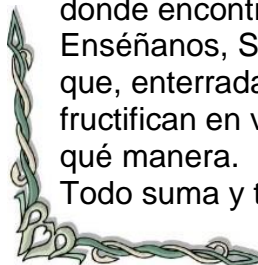 donde encontr
Enséñanos, S
que, enterrada
fructifican en v
qué manera.
Todo suma y t